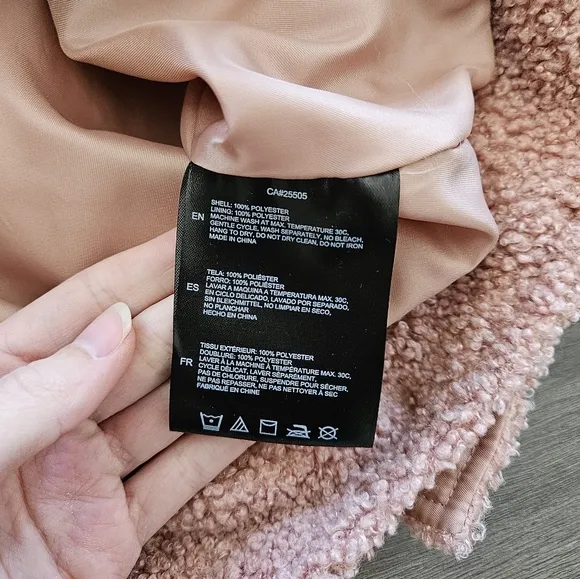 CA#25505
EN
SHELL: 100% POLYESTER
LINING: 100% POLYESTER
MACHINE WASH AT MAX. TEMPERATURE 30C,
GENTLE CYCLE, WASH SEPARATELY, NO BLEACH,
HANG TO DRY, DO NOT DRY CLEAN, DO NOT IRON
MADE IN CHINA
ES
TELA: 100% POLIÉSTER
FORRO: 100% POLIÉSTER
LAVAR A MAQUINA A TEMPERATURA MAX. 30C,
EN CICLO DELICADO, LAVADO POR SEPARADO,
SIN BLEICHMITTEL, NO LIMPIAR EN SECO,
NO PLANCHAR
HECHO EN CHINA
FR
TISSU EXTÉRIEUR: 100% POLYESTER
DOUBLURE: 100% POLYESTER
LAVER À LA MACHINE À TEMPÉRATURE MAX. 30C,
CYCLE DÉLICAT, LAVER SÉPARÉMENT,
PAS DE CHLORURE, SUSPENDRE POUR SÉCHER,
NE PAS REPASSER, NE PAS NETTOYER À SEC
FABRIQUÉ EN CHINE